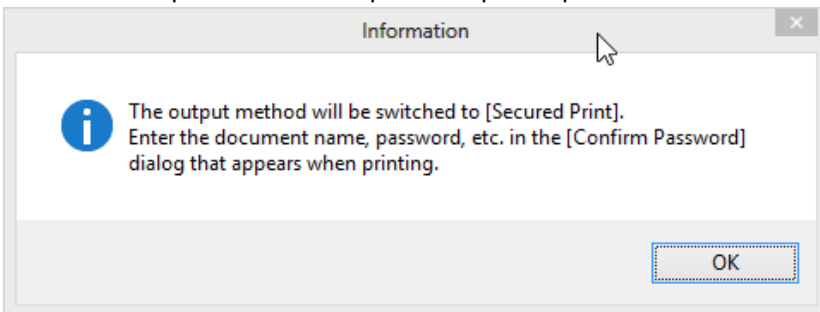 Information
The output method will be switched to [Secured Print].
Enter the document name, password, etc. in the [Confirm Password]
dialog that appears when printing.
OK